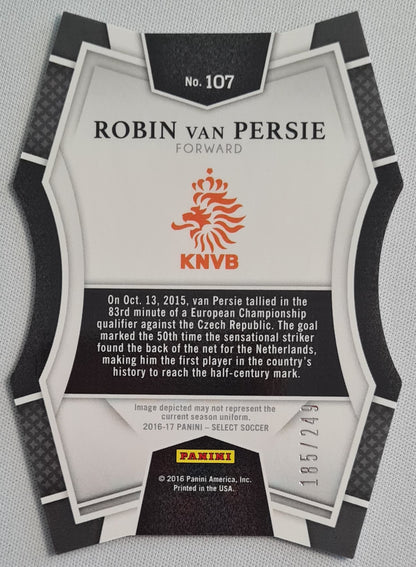 No. 107
ROBIN VAN PERSIE
FORWARD
KNVB
On Oct. 13, 2015, van Persie tallied in the
83rd minute of a European Championship
qualifier against the Czech Republic. The goal
marked the 50th time the sensational striker
found the back of the net for the Netherlands,
making him the first player in the country's
history to reach the half-century mark.
Image depicted may not represent the
current season uniform.
2016-17 PANINI – SELECT SOCCER
185/249
PANINI
© 2016 Panini America, Inc.
Printed in the USA.